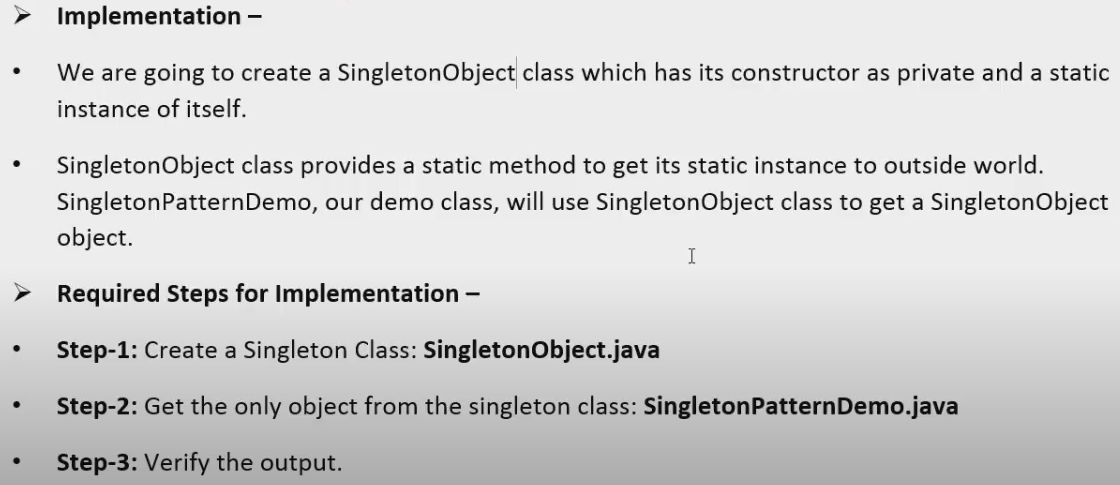 ➢ Implementation –
• We are going to create a SingletonObject class which has its constructor as private and a static
instance of itself.
• SingletonObject class provides a static method to get its static instance to outside world.
SingletonPatternDemo, our demo class, will use SingletonObject class to get a SingletonObject
object.
➢ Required Steps for Implementation –
• Step-1: Create a Singleton Class: SingletonObject.java
• Step-2: Get the only object from the singleton class: SingletonPatternDemo.java
• Step-3: Verify the output.